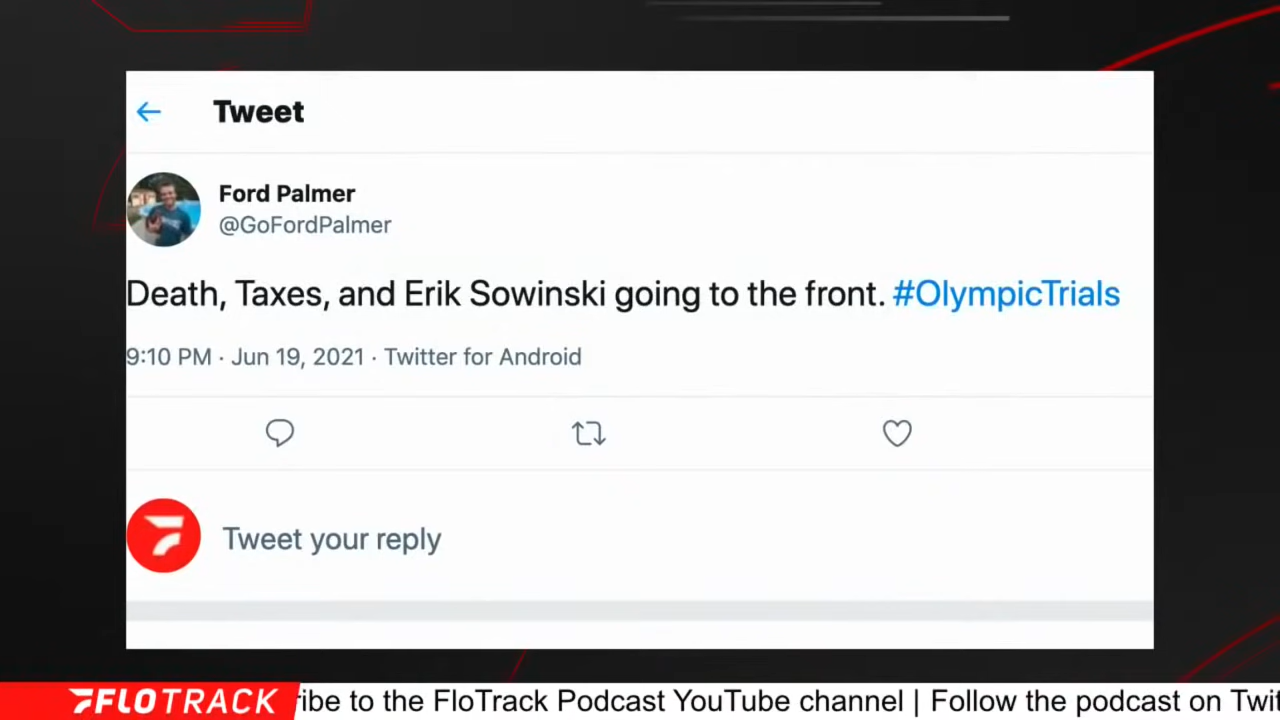 Tweet
Ford Palmer
@GoFordPalmer
Death, Taxes, and Erik Sowinski going to the front. #OlympicTrials
9:10 PM · Jun 19, 2021 · Twitter for Android
Tweet your reply
FLOTRACK
ribe to the FloTrack Podcast YouTube channel | Follow the podcast on Twit